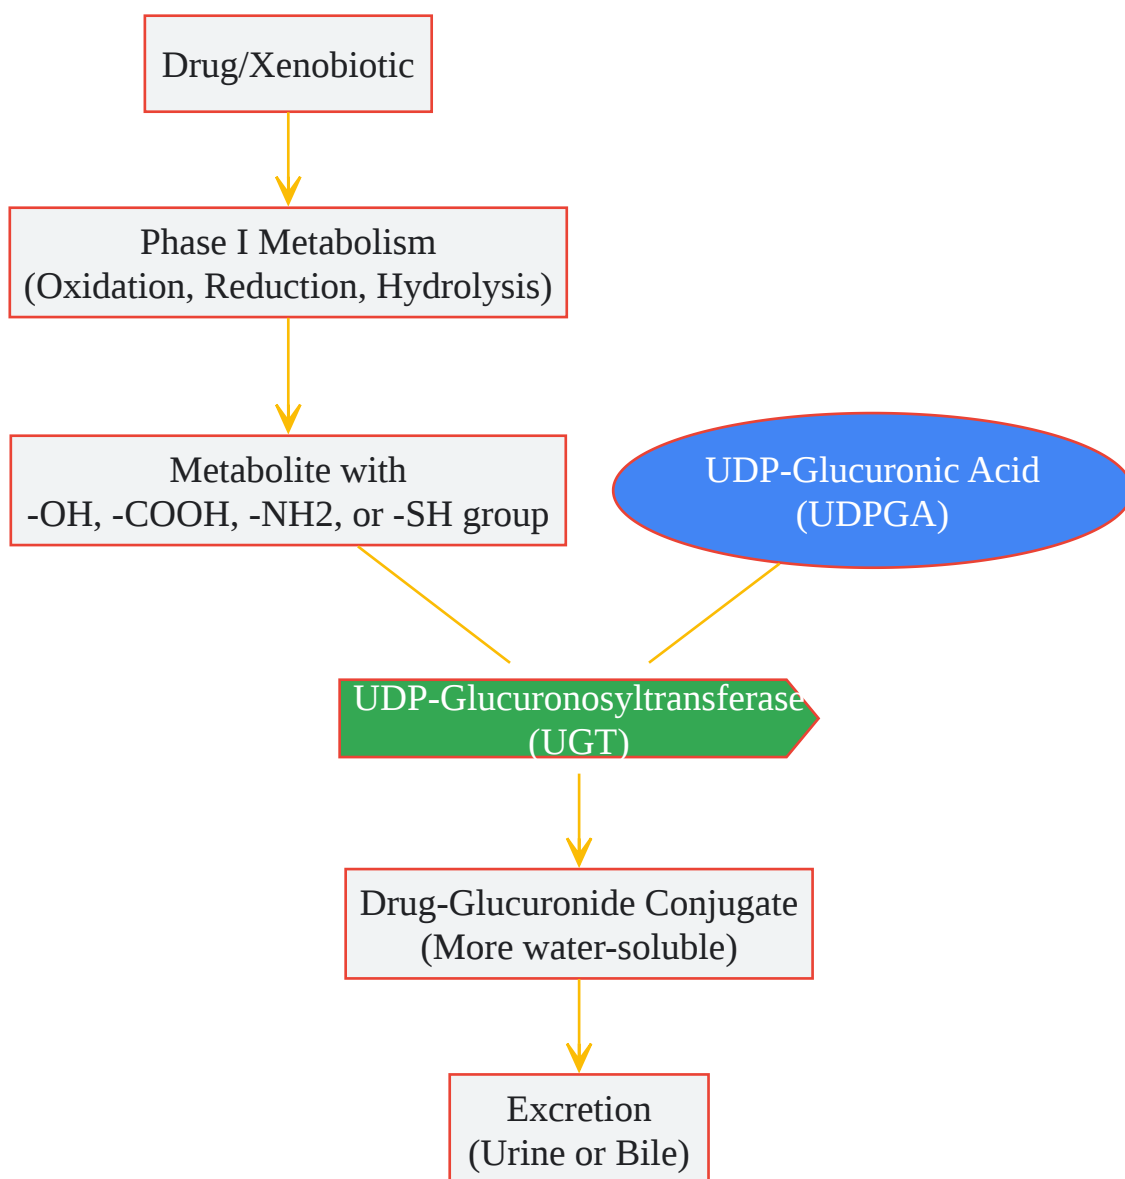 Drug/Xenobiotic
Phase I Metabolism
(Oxidation, Reduction, Hydrolysis)
Metabolite with
-OH, -COOH, -NH2, or -SH group
UDP-Glucuronic Acid
(UDPGA)
UDP-Glucuronosyltransferase
(UGT)
Drug-Glucuronide Conjugate
(More water-soluble)
Excretion
(Urine or Bile)